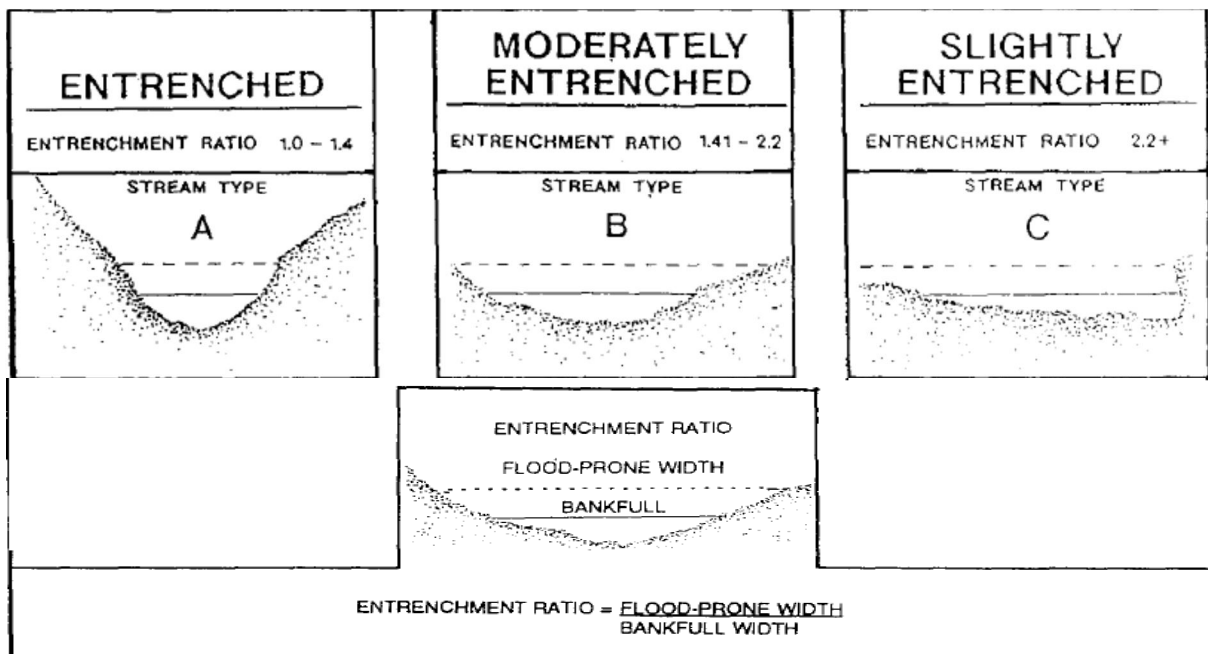 ENTRENCHED
ENTRENCHMENT RATIO 1.0 – 1.4
STREAM TYPE
A
MODERATELY
ENTRENCHED
ENTRENCHMENT RATIO 1.41 – 2.2
STREAM TYPE
B
SLIGHTLY
ENTRENCHED
ENTRENCHMENT RATIO 2.2+
STREAM TYPE
C
ENTRENCHMENT RATIO
FLOOD-PRONE WIDTH
BANKFULL
ENTRENCHMENT RATIO = FLOOD-PRONE WIDTH
BANKFULL WIDTH